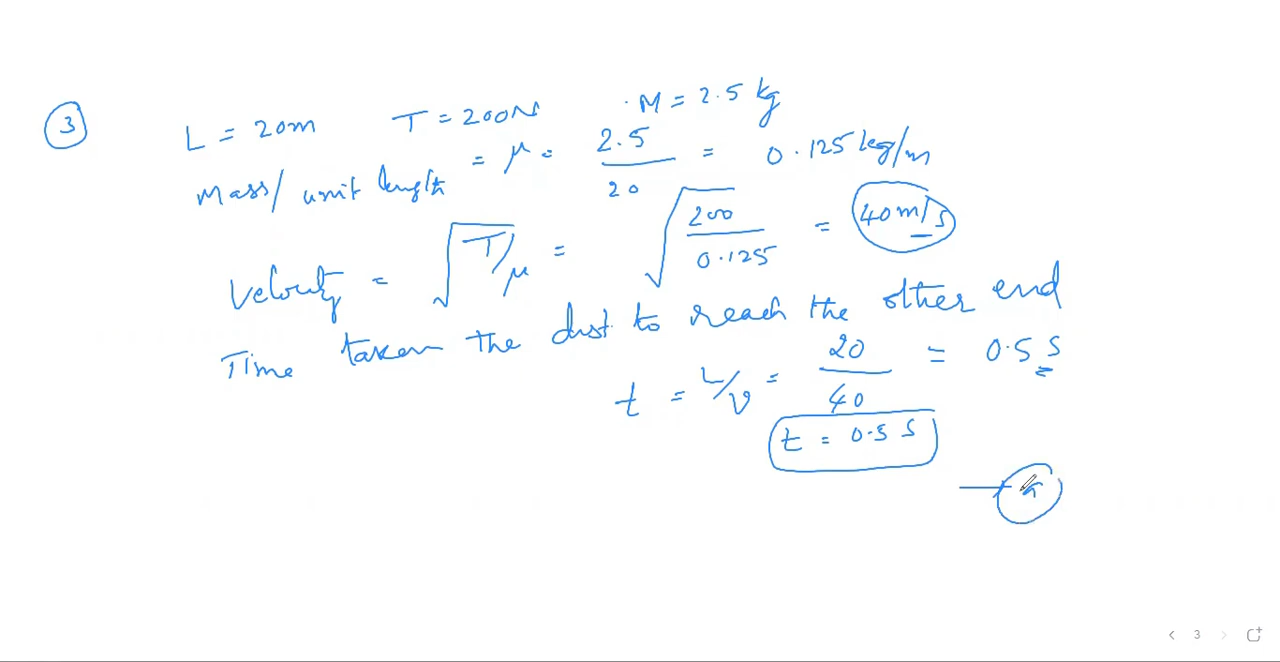 3
L = 20m T = 200N . M = 2.5 kg
Mass/ unit length = μ = 2.5/20 = 0.125 kg/m
Velocity = √T/μ = √200/0.125 = 40m/s
Time taken the dist. to reach the other end
t = L/v = 20/40 = 0.5 s
t = 0.5 s
3